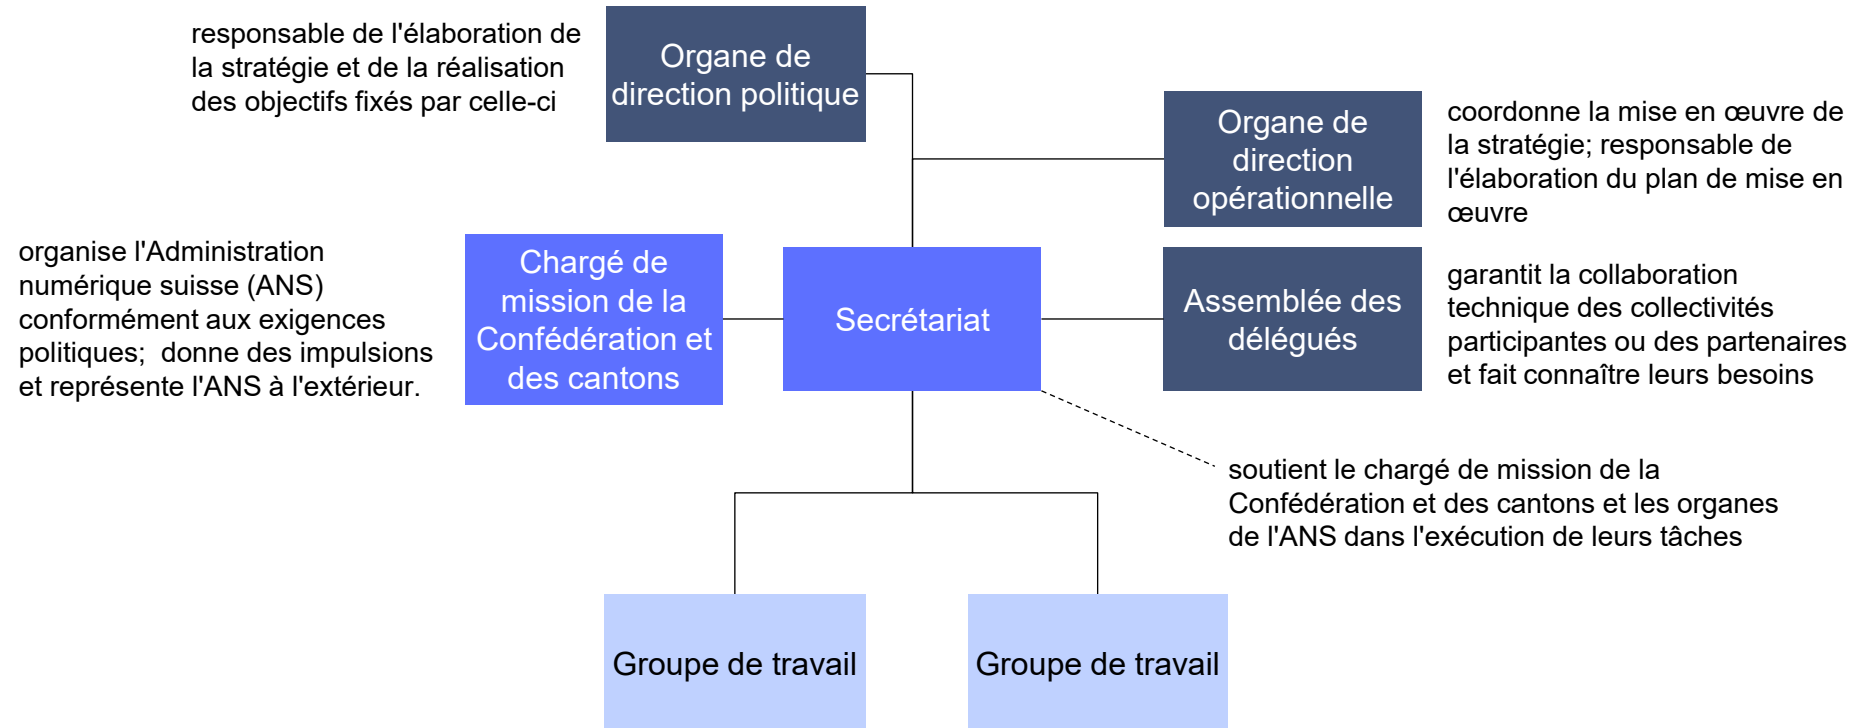 responsable de l'élaboration de
la stratégie et de la réalisation
des objectifs fixés par celle-ci
Organe de
direction politique
Organe de
direction
opérationnelle
coordonne la mise en œuvre de
la stratégie; responsable de
l'élaboration du plan de mise en
œuvre
organise l'Administration
numérique suisse (ANS)
conformément aux exigences
politiques;  donne des impulsions
et représente l'ANS à l'extérieur.
Chargé de
mission de la
Confédération et
des cantons
Secrétariat
Assemblée des
délégués
garantit la collaboration
technique des collectivités
participantes ou des partenaires
et fait connaître leurs besoins
soutient le chargé de mission de la
Confédération et des cantons et les organes
de l'ANS dans l'exécution de leurs tâches
Groupe de travail
Groupe de travail